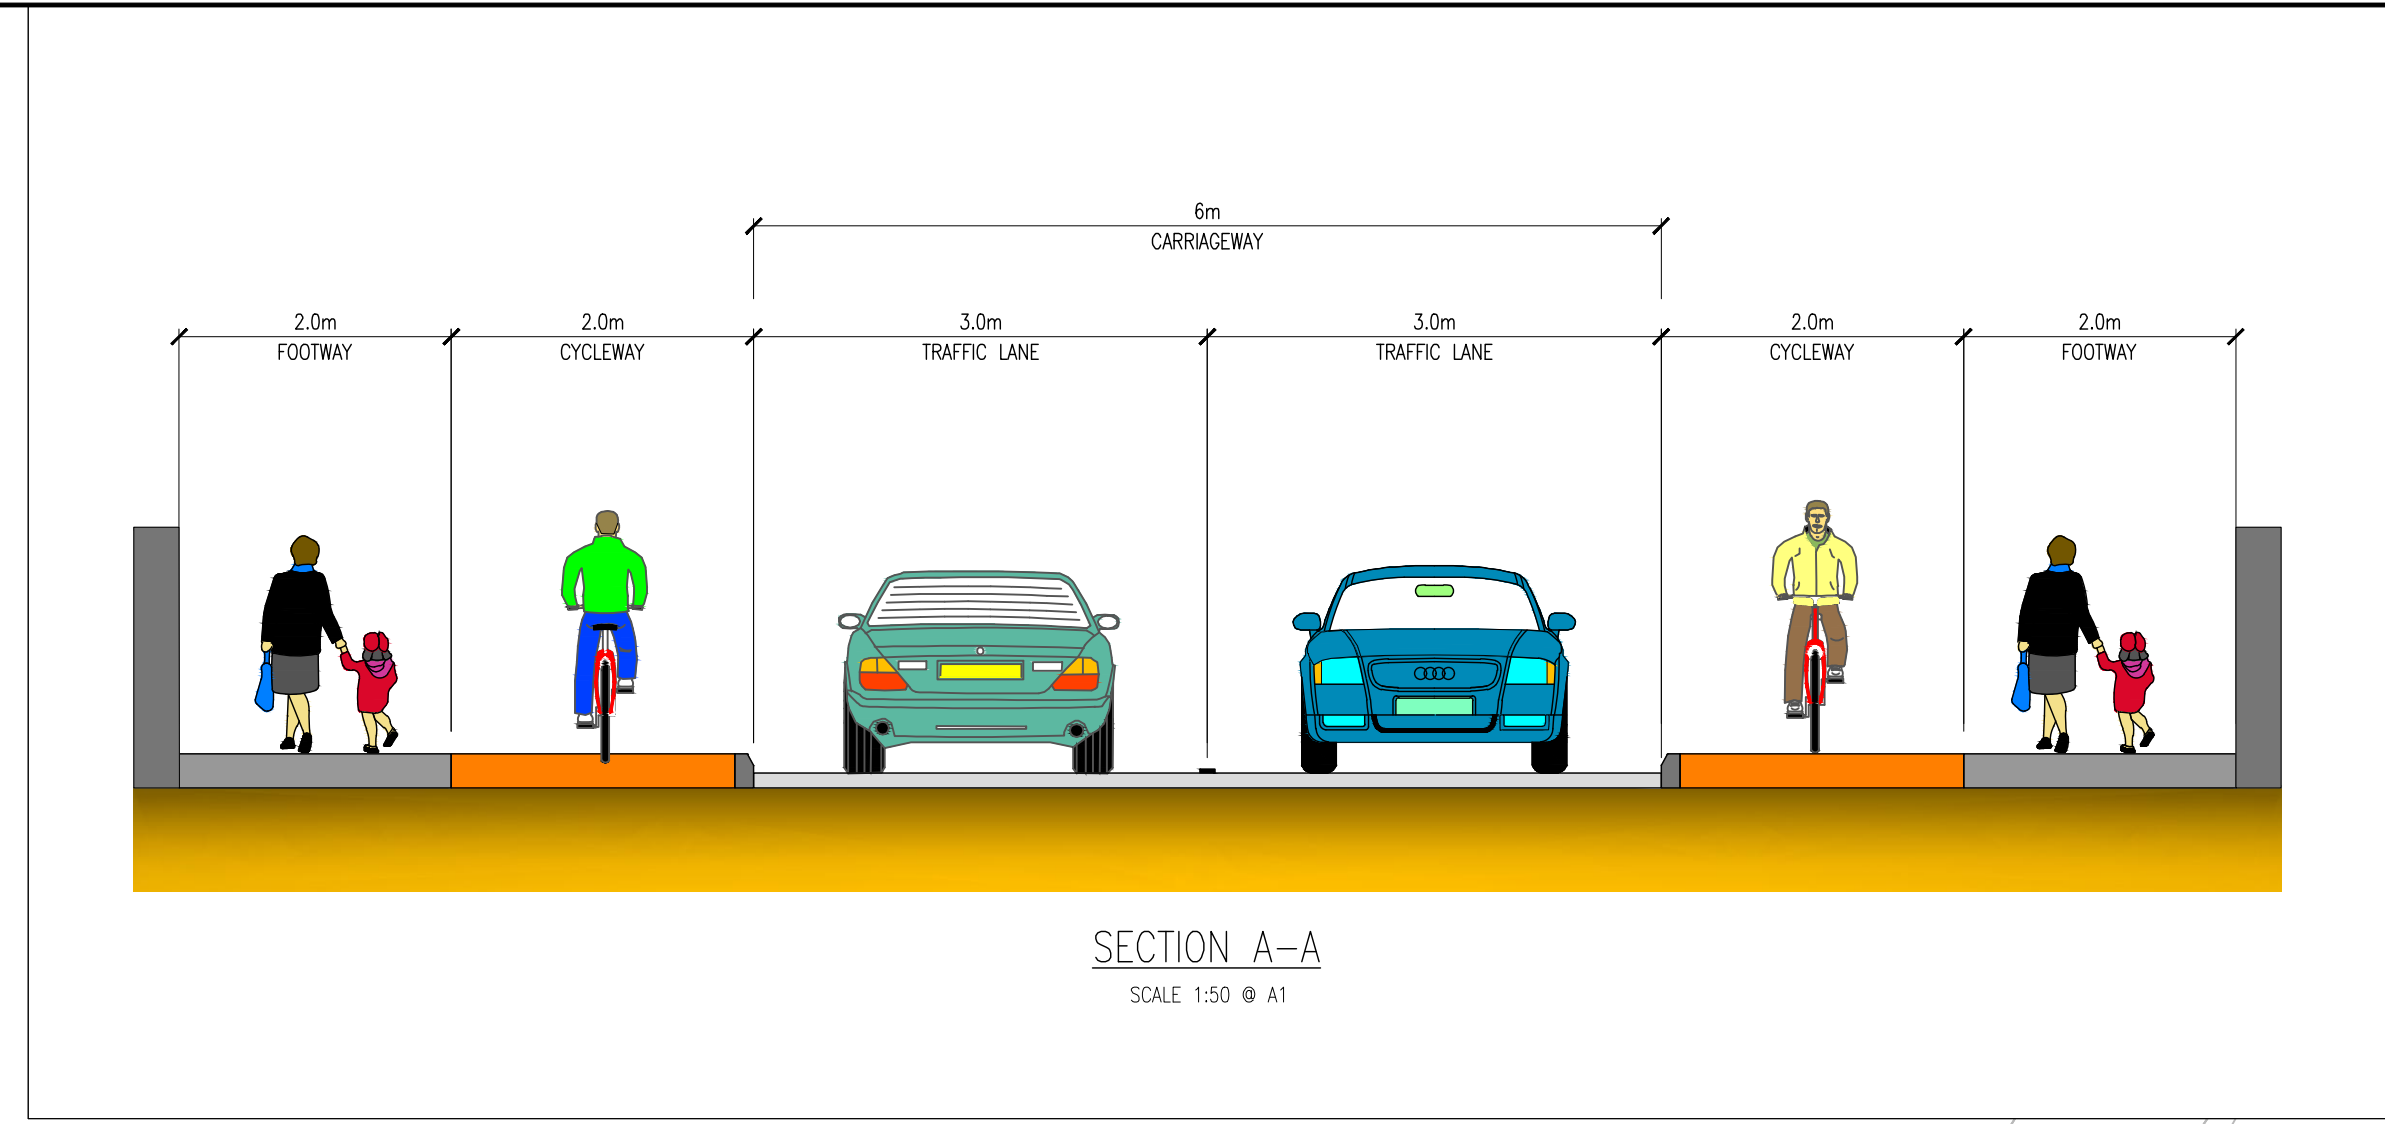 6m
CARRIAGEWAY
2.0m 2.0m 3.0m 3.0m 2.0m 2.0m
FOOTWAY CYCLEWAY TRAFFIC LANE TRAFFIC LANE CYCLEWAY FOOTWAY
SECTION A-A
SCALE 1:50 @ A1